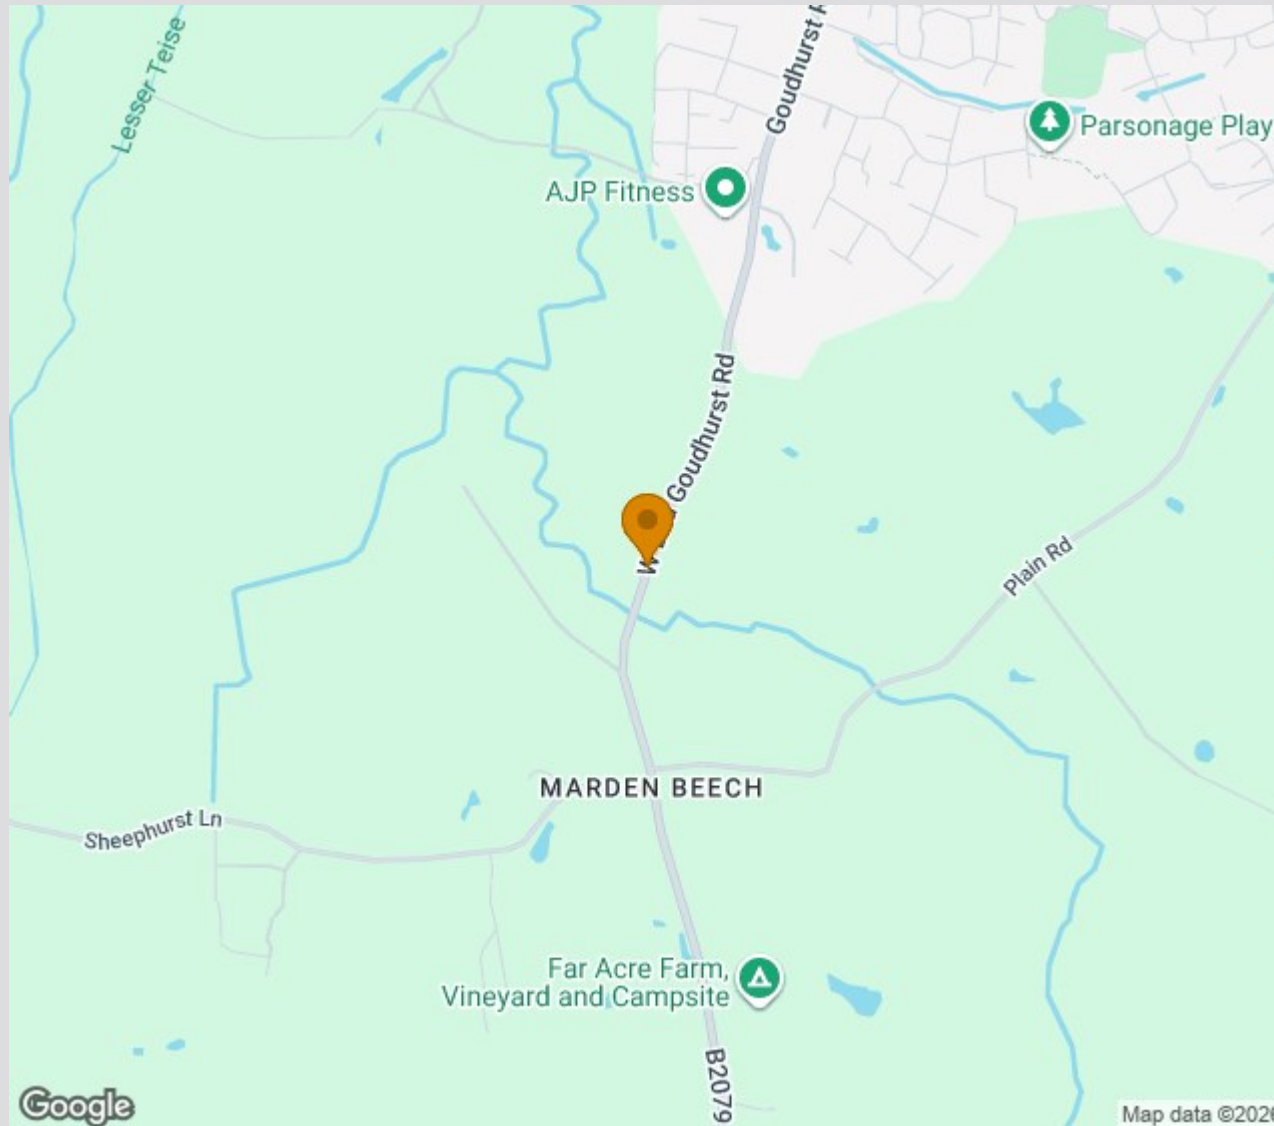 Lesser Teise
Goudhurst
Parsonage Play
AJP Fitness
Goudhurst Rd
Plain Rd
MARDEN BEECH
Sheephurst Ln
Far Acre Farm,
Vineyard and Campsite
B2079
Google
Map data ©2026